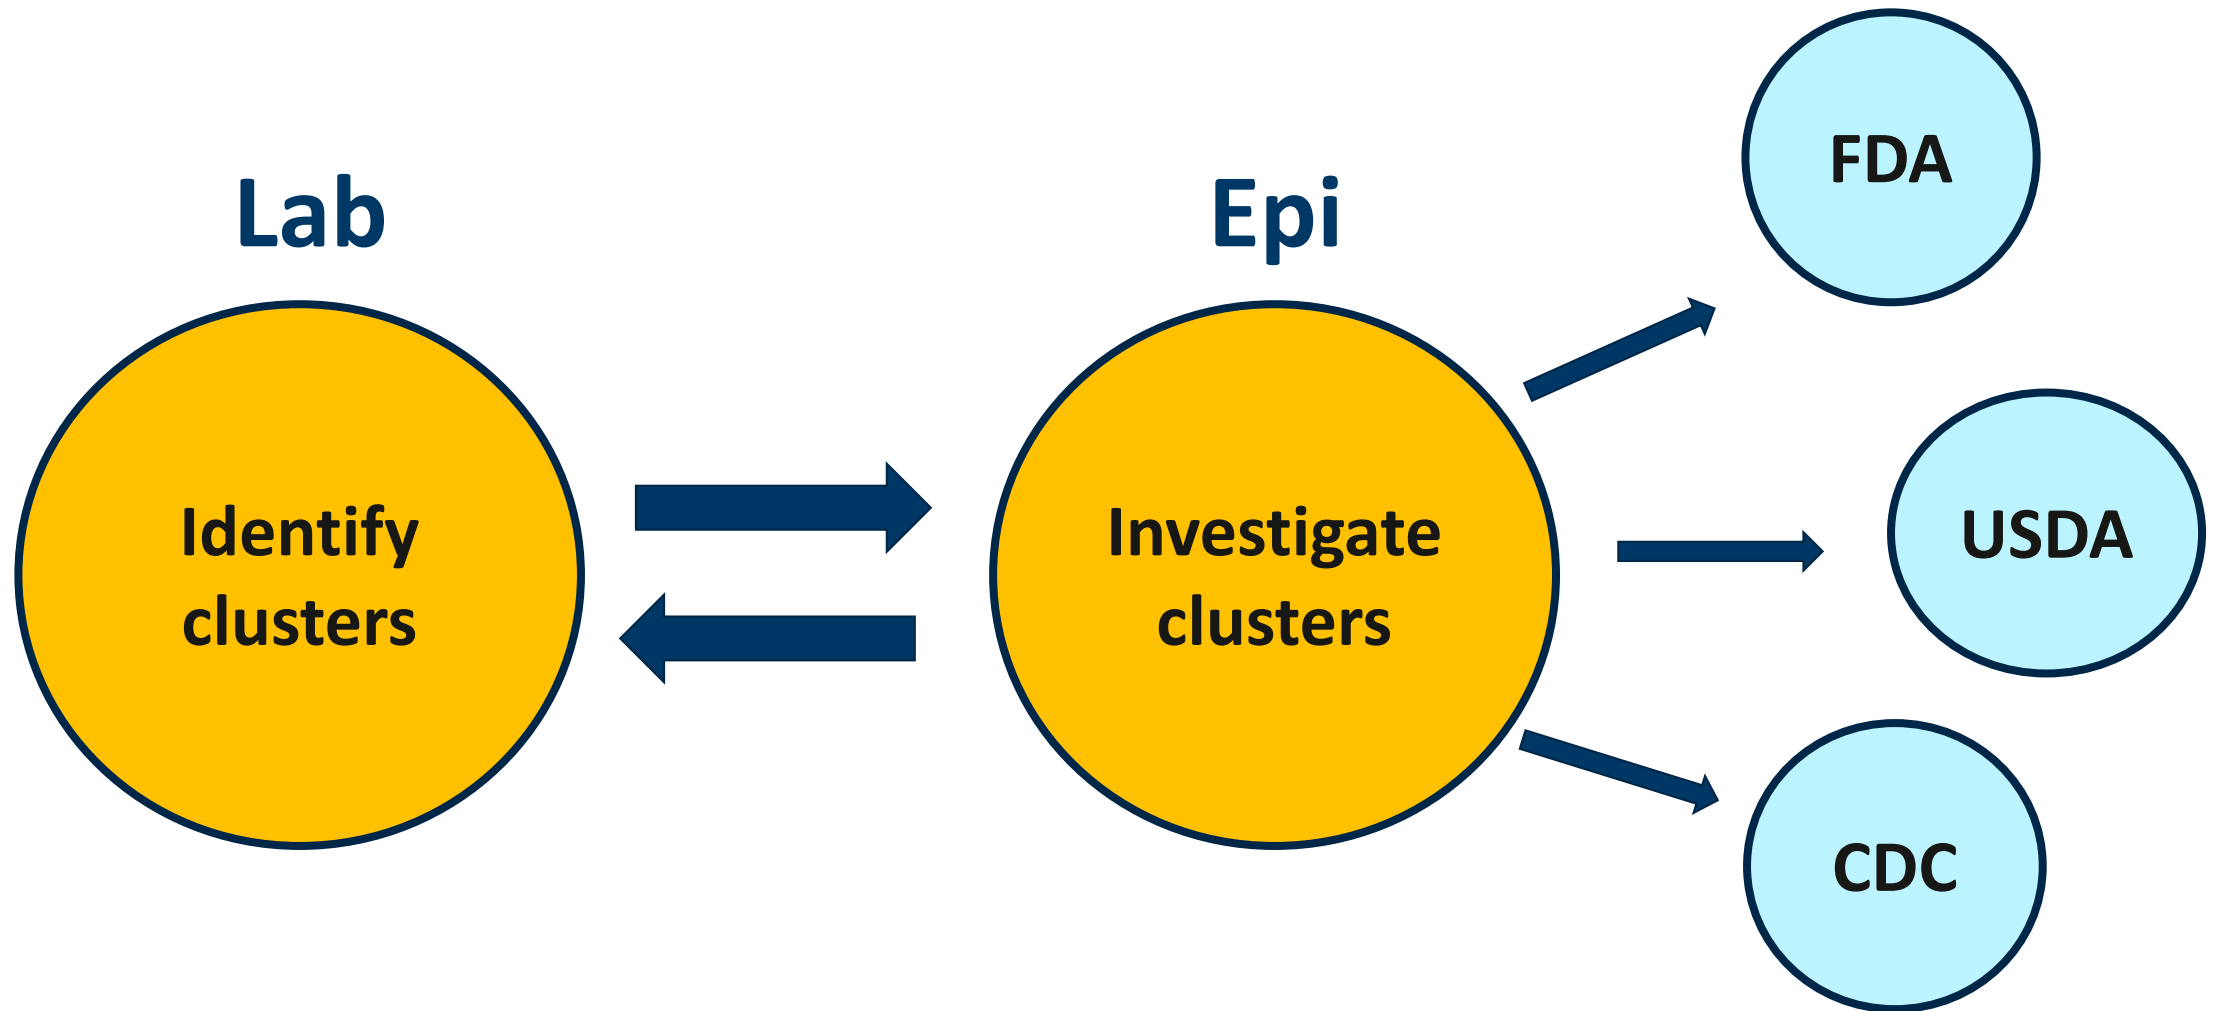 Lab
Identify
clusters
Epi
Investigate
clusters
FDA
USDA
CDC